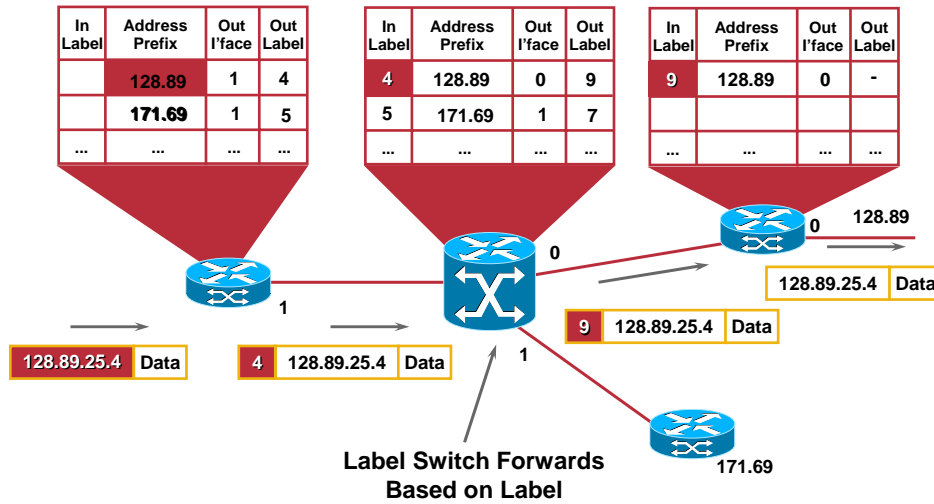 In Label Address Prefix Out I'face Out Label
128.89 1 4
171.69 1 5
... ... ... ...
In Label Address Prefix Out I'face Out Label
4 128.89 0 9
5 171.69 1 7
... ... ... ...
In Label Address Prefix Out I'face Out Label
9 128.89 0 -
... ... ... ...
0 128.89
0
1
128.89.25.4 Data
9 128.89.25.4 Data
128.89.25.4 Data
4 128.89.25.4 Data
1
171.69
Label Switch Forwards
Based on Label